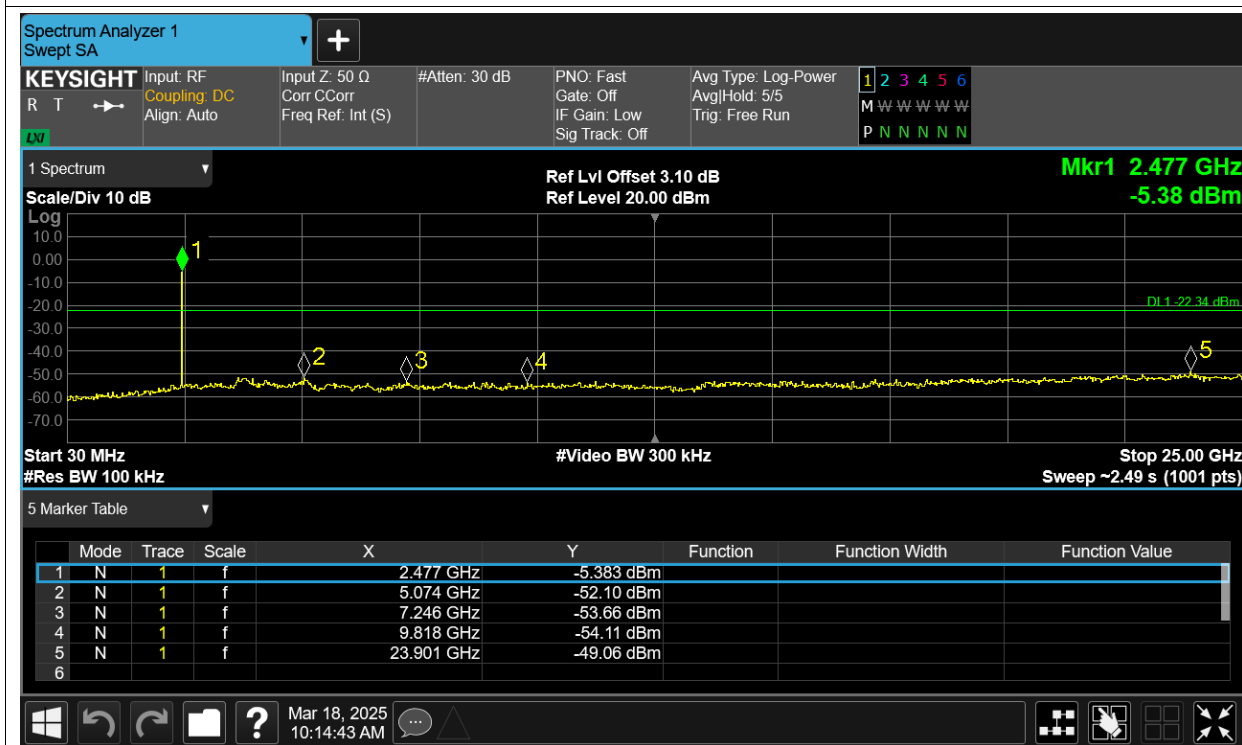 Spectrum Analyzer 1
Swept SA
KEYSIGHT
R T
LXI
Input: RF
Coupling: DC
Align: Auto
Input Z: 50 Ω
Corr CCorr
Freq Ref: Int (S)
#Atten: 30 dB
PNO: Fast
Gate: Off
IF Gain: Low
Sig Track: Off
Avg Type: Log-Power
Avg|Hold: 5/5
Trig: Free Run
1 2 3 4 5 6
M W W W W W
P N N N N N
1 Spectrum
Scale/Div 10 dB
Ref Lvl Offset 3.10 dB
Ref Level 20.00 dBm
Mkr1 2.477 GHz
-5.38 dBm
Log
10.0
0.00
-10.0
-20.0
-30.0
-40.0
-50.0
-60.0
-70.0
1
2
3
4
5
DL1 -22.34 dBm
Start 30 MHz
#Res BW 100 kHz
#Video BW 300 kHz
Stop 25.00 GHz
Sweep ~2.49 s (1001 pts)
5 Marker Table
Mode Trace Scale X Y Function Function Width Function Value
1 N 1 f 2.477 GHz -5.383 dBm
2 N 1 f 5.074 GHz -52.10 dBm
3 N 1 f 7.246 GHz -53.66 dBm
4 N 1 f 9.818 GHz -54.11 dBm
5 N 1 f 23.901 GHz -49.06 dBm
6
?
Mar 18, 2025
10:14:43 AM